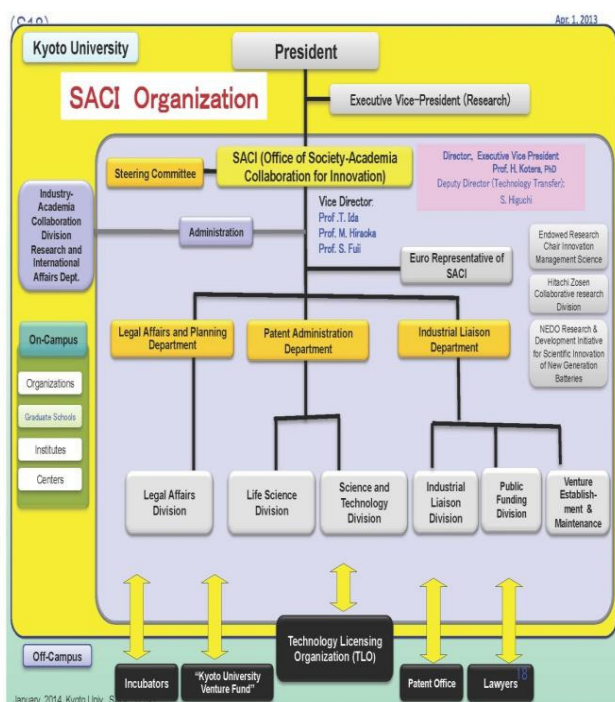 (S18)
Apr. 1, 2013
Kyoto University
President
SACI Organization
Executive Vice-President (Research)
Steering Committee
SACI (Office of Society-Academia
Collaboration for Innovation)
Director:, Executive Vice President
Prof. H. Kotera, PhD
Deputy Director (Technology Transfer):
S. Higuchi
Industry-
Academia
Collaboration
Division
Research and
International
Affairs Dept.
Administration
Vice Director:
Prof .T. Ida
Prof. M. Hiraoka
Prof. S. Fuii
Euro Representative of
SACI
Endowed Research
Chair Innovation
Management Science
Hitachi Zosen
Collaborative research
Division
NEDO Research &
Development Initiative
for Scientific Innovation
of New Generation
Batteries
On-Campus
Organizations
Graduate Schools
Institutes
Centers
Legal Affairs and Planning
Department
Patent Administration
Department
Industrial Liaison
Department
Legal Affairs
Division
Life Science
Division
Science and
Technology
Division
Industrial
Liaison
Division
Public
Funding
Division
Venture
Establish-
ment &
Maintenance
Off-Campus
Incubators
"Kyoto University
Venture Fund"
Technology Licensing
Organization (TLO)
Patent Office
Lawyers
18
January, 2014, Kyoto Univ.